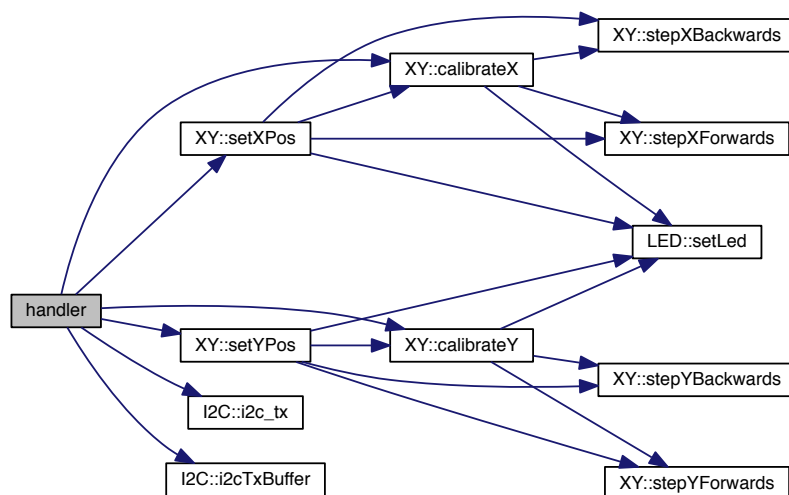 XY::stepXBackwards
XY::calibrateX
XY::setXPos
XY::stepXForwards
LED::setLed
handler
XY::setYPos
XY::calibrateY
XY::stepYBackwards
I2C::i2c_tx
I2C::i2cTxBuffer
XY::stepYForwards